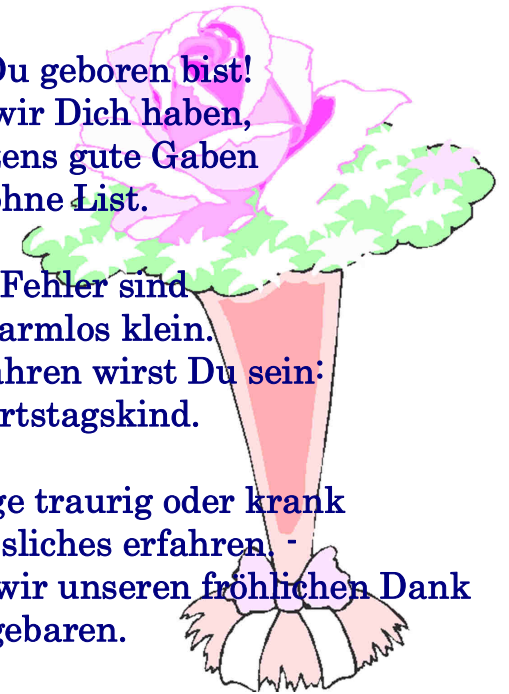 Du geboren bist!
wir Dich haben,
zens gute Gaben
ohne List.
Fehler sind
armlos klein.
ahren wirst Du sein:
rtstagskind.
ge traurig oder krank
sliches erfahren. -
wir unseren fröhlichen Dank
gebaren.